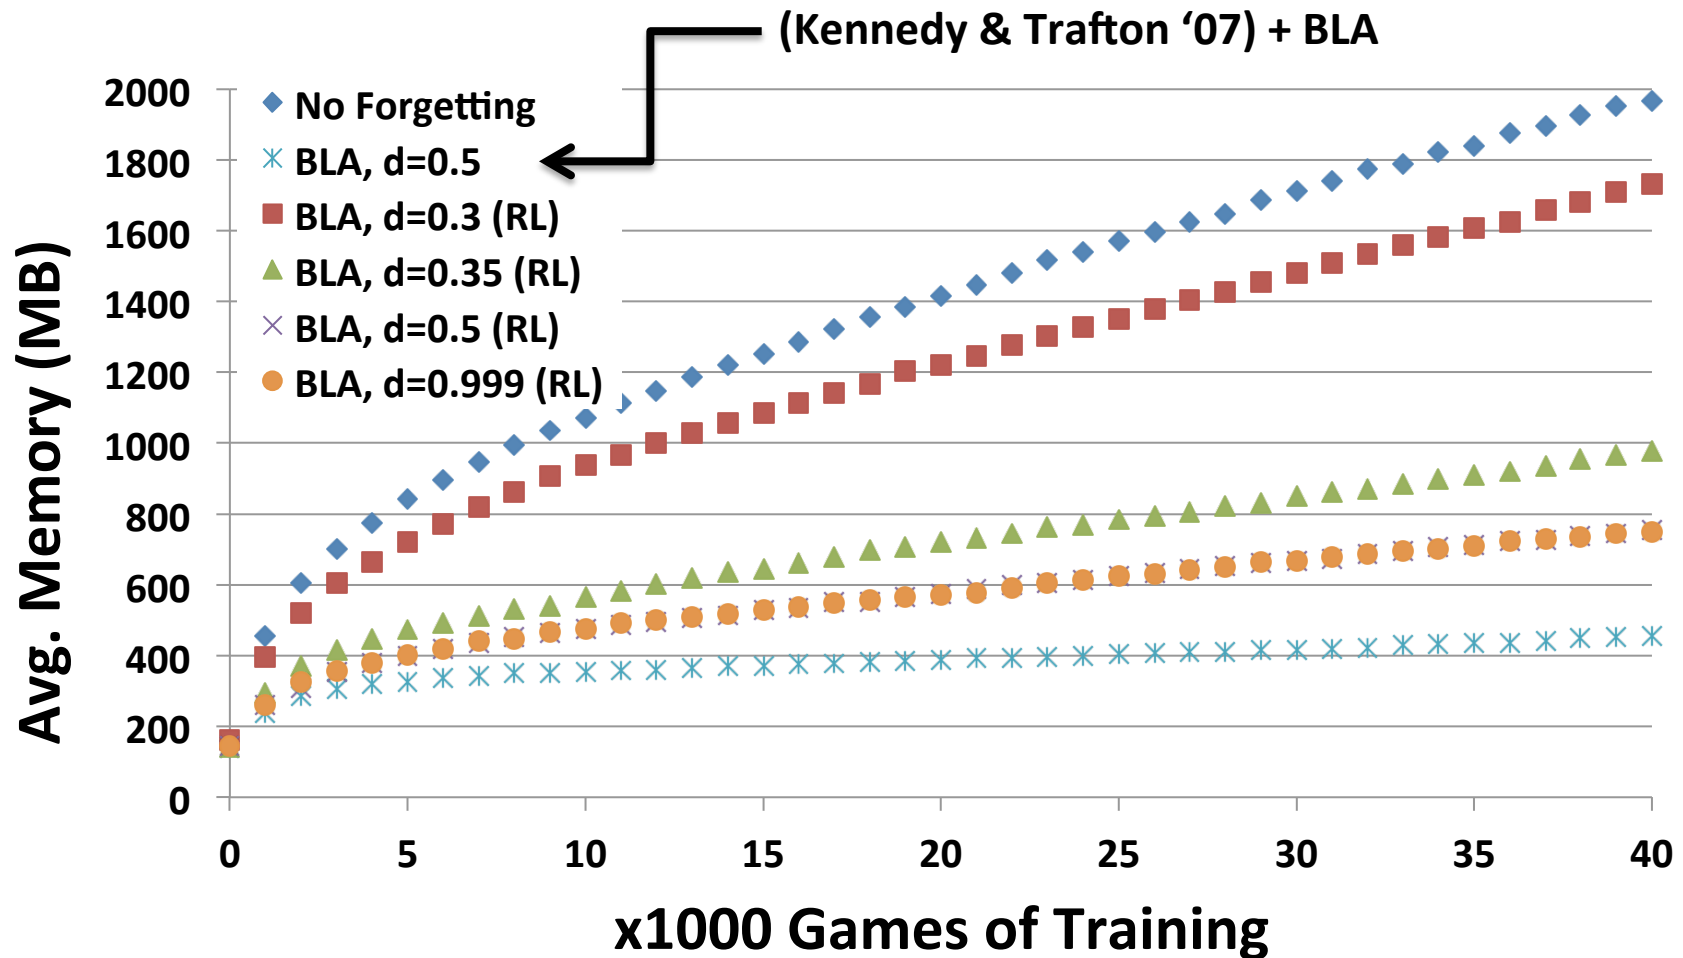 (Kennedy & Trafton ‘07) + BLA
No Forgetting
BLA, d=0.5
BLA, d=0.3 (RL)
BLA, d=0.35 (RL)
BLA, d=0.5 (RL)
BLA, d=0.999 (RL)
Avg. Memory (MB)
2000
1800
1600
1400
1200
1000
800
600
400
200
0
0 5 10 15 20 25 30 35 40
x1000 Games of Training